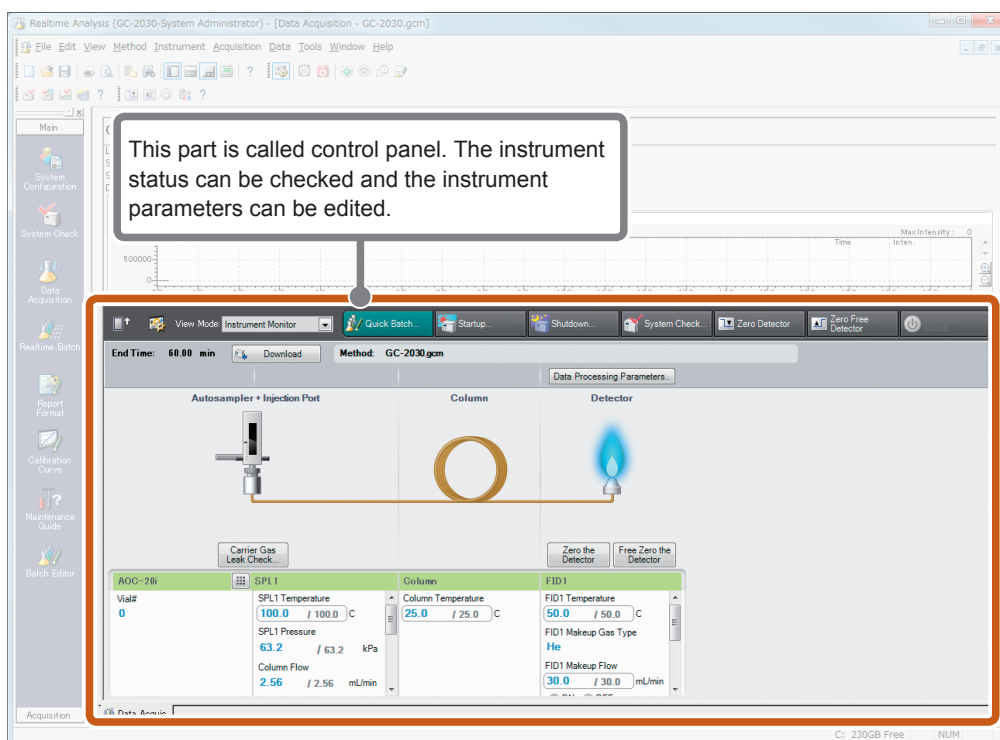 Realtime Analysis (GC-2030-System Administrator) - [Data Acquisition - GC-2030.gcm]
File Edit View Method Instrument Acquisition Data Tools Window Help
Main
This part is called control panel. The instrument
status can be checked and the instrument
parameters can be edited.
System
Configuration
System Check
Data
Acquisition
Realtime Batch
Report
Format
Calibration
Curve
Maintenance
Guide
Batch Editor
Acquisition
Max.Intensity : 0
Time Inten.
500000
0
View Mode: Instrument Monitor Quick Batch... Startup... Shutdown... System Check... Zero Detector Zero Free Detector
End Time: 60.00 min Download Method: GC-2030.gcm
Data Processing Parameters..
Autosampler + Injection Port Column Detector
Carrier Gas
Leak Check...
Zero the
Detector
Free Zero the
Detector
AOC-20i SPL1 Column FID1
Vial#
0
SPL1 Temperature
100.0 / 100.0 C
SPL1 Pressure
63.2 / 63.2 kPa
Column Flow
2.56 / 2.56 mL/min
Column Temperature
25.0 / 25.0 C
FID1 Temperature
50.0 / 50.0 C
FID1 Makeup Gas Type
He
FID1 Makeup Flow
30.0 / 30.0 mL/min
Data Acquis
C: 230GB Free NUM